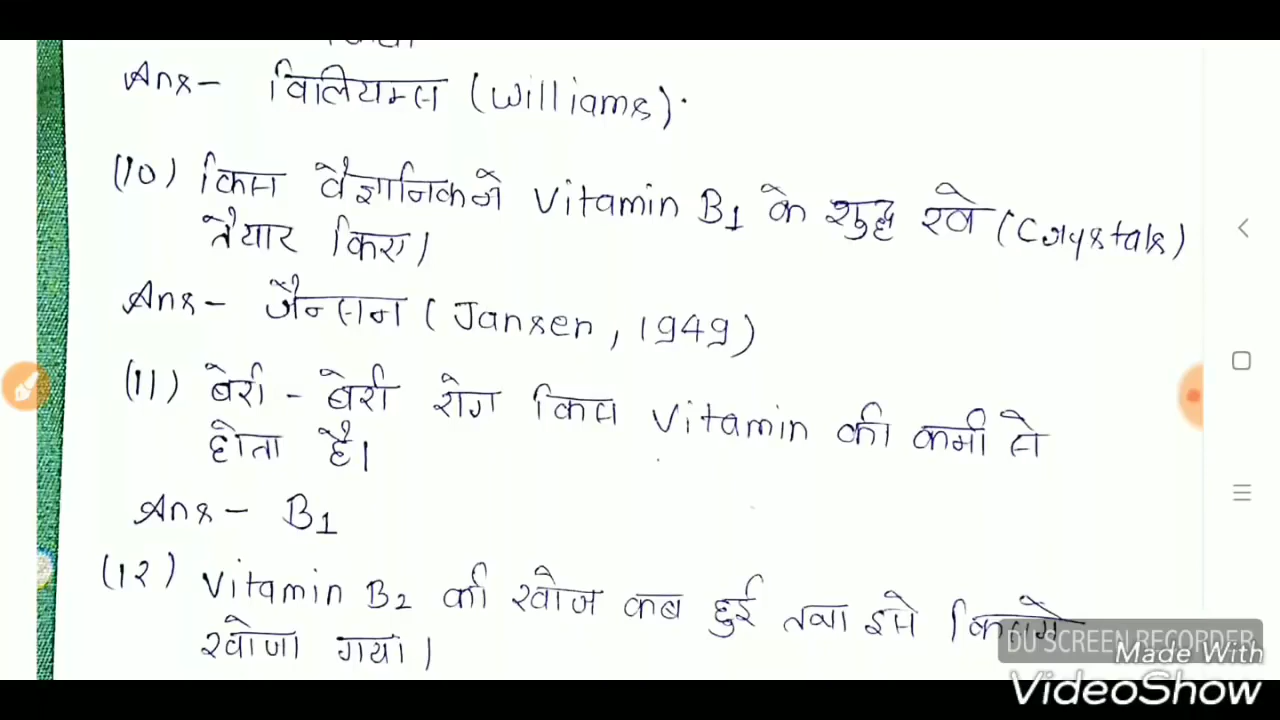 Ans- विलियम्स (Williams).
(10) किस वैज्ञानिक ने Vitamin B1 के शुद्ध रवे (Crystals)
तैयार किए।
Ans- जैन्सन (Jansen, 1949)
(11) बेरी - बेरी रोग किस Vitamin की कमी से
होता है।
Ans- B1
(12) Vitamin B2 की खोज कब हुई तथा इसे किसमे
खोजा गया।
DU SCREEN RECORDER
Made With
VideoShow